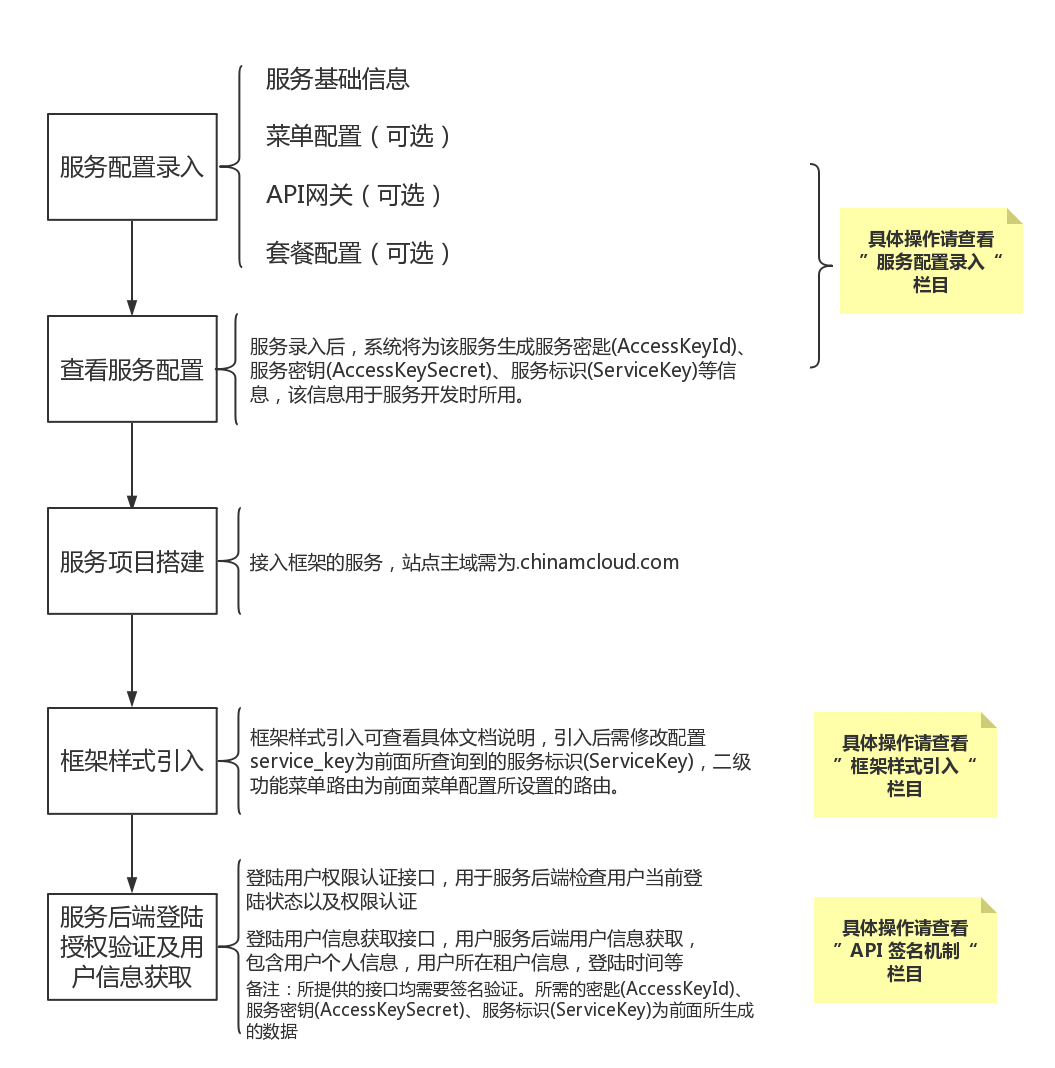 服务配置录入
服务基础信息
菜单配置（可选）
API网关（可选）
套餐配置（可选）
具体操作请查看
”服务配置录入“
栏目
查看服务配置
服务录入后，系统将为该服务生成服务密匙(AccessKeyId)、
服务密钥(AccessKeySecret)、服务标识(ServiceKey)等信
息，该信息用于服务开发时所用。
服务项目搭建
接入框架的服务，站点主域需为.chinamcloud.com
框架样式引入
框架样式引入可查看具体文档说明，引入后需修改配置
service_key为前面所查询到的服务标识(ServiceKey)，二级
功能菜单路由为前面菜单配置所设置的路由。
具体操作请查看
”框架样式引入“
栏目
服务后端登陆
授权验证及用
户信息获取
登陆用户权限认证接口，用于服务后端检查用户当前登
陆状态以及权限认证
登陆用户信息获取接口，用户服务后端用户信息获取，
包含用户个人信息，用户所在租户信息，登陆时间等
备注：所提供的接口均需要签名验证。所需的密匙(AccessKeyId)、
服务密钥(AccessKeySecret)、服务标识(ServiceKey)为前面所生成
的数据
具体操作请查看
”API 签名机制“
栏目